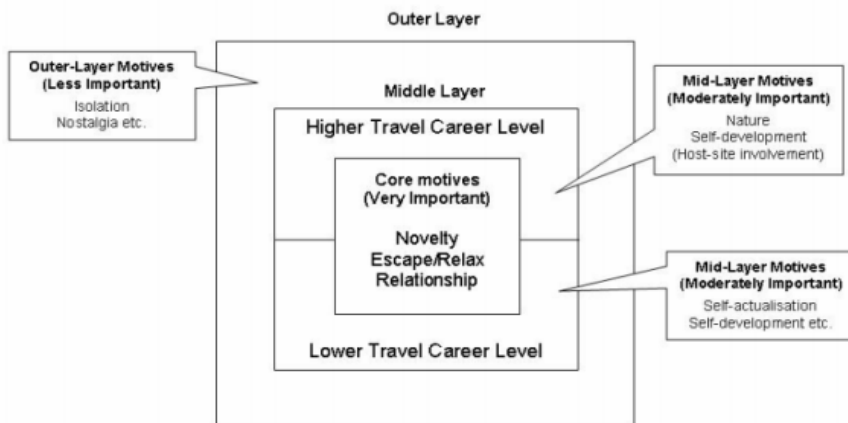 Outer Layer
Outer-Layer Motives
(Less Important)
Isolation
Nostalgia etc.
Middle Layer
Higher Travel Career Level
Mid-Layer Motives
(Moderately Important)
Nature
Self-development
(Host-site involvement)
Core motives
(Very Important)
Novelty
Escape/Relax
Relationship
Mid-Layer Motives
(Moderately Important)
Self-actualisation
Self-development etc.
Lower Travel Career Level